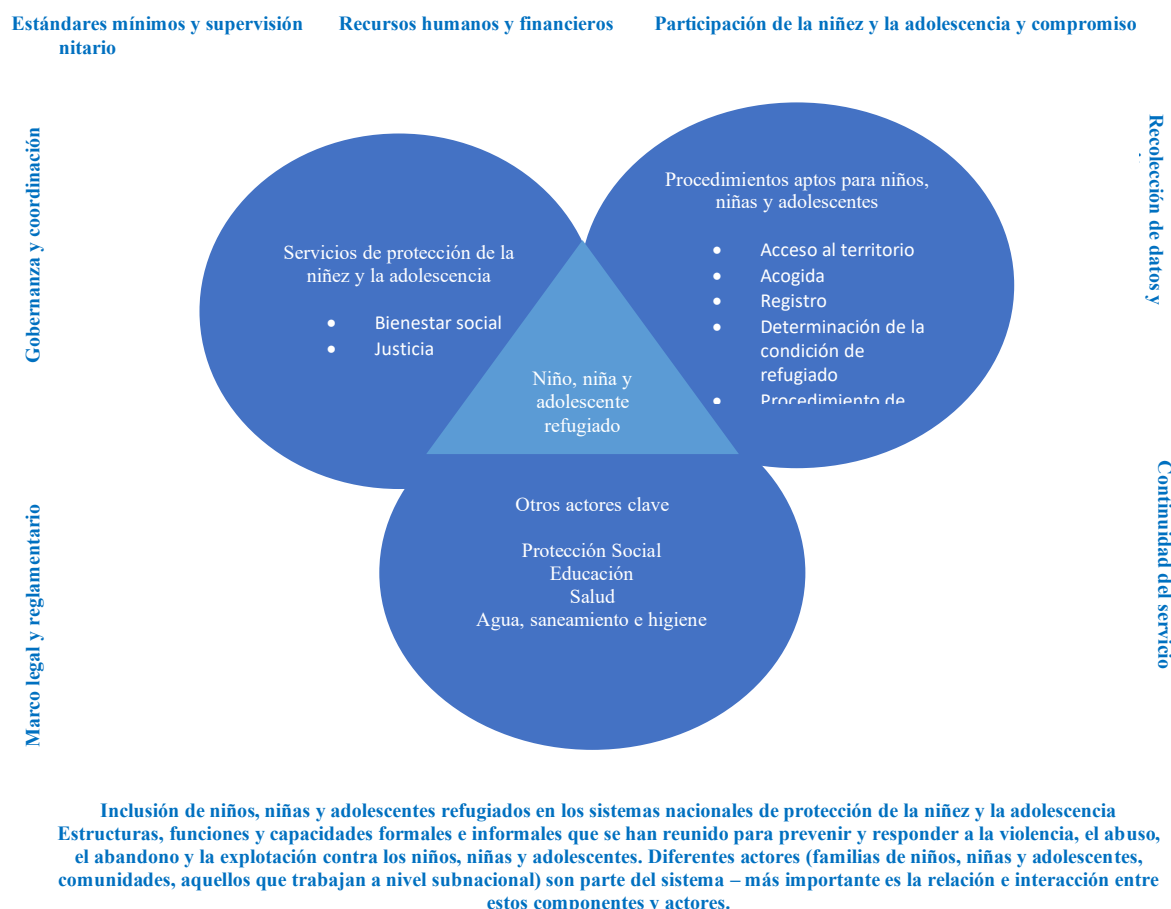 Estándares mínimos y supervisión
Recursos humanos y financieros
Participación de la niñez y la adolescencia y compromiso
nitario
Gobernanza y coordinación
Marco legal y reglamentario
Recolección de datos y
Continuidad del servicio
Servicios de protección de la
niñez y la adolescencia
• Bienestar social
• Justicia
Procedimientos aptos para niños,
niñas y adolescentes
• Acceso al territorio
• Acogida
• Registro
• Determinación de la
condición de
refugiado
• Procedimiento de
Niño, niña y
adolescente
refugiado
Otros actores clave
Protección Social
Educación
Salud
Agua, saneamiento e higiene
Inclusión de niños, niñas y adolescentes refugiados en los sistemas nacionales de protección de la niñez y la adolescencia
Estructuras, funciones y capacidades formales e informales que se han reunido para prevenir y responder a la violencia, el abuso,
el abandono y la explotación contra los niños, niñas y adolescentes. Diferentes actores (familias de niños, niñas y adolescentes,
comunidades, aquellos que trabajan a nivel subnacional) son parte del sistema – más importante es la relación e interacción entre
estos componentes y actores.